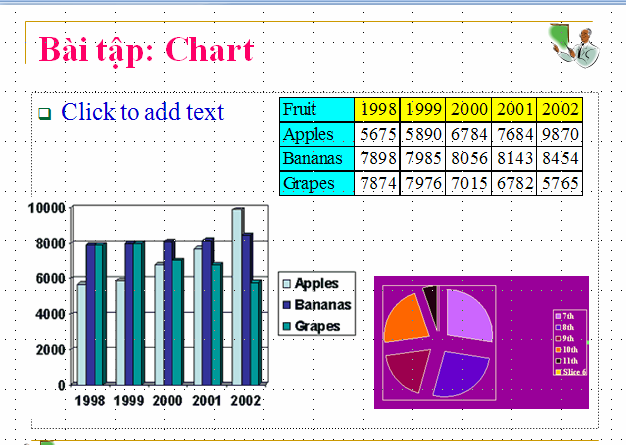 Bài tập: Chart
Click to add text
Fruit 1998 1999 2000 2001 2002
Apples 5675 5890 6784 7684 9870
Bananas 7898 7985 8056 8143 8454
Grapes 7874 7976 7015 6782 5765
10000
8000
6000
4000
2000
0
1998 1999 2000 2001 2002
Apples
Bananas
Grapes
7th
8th
9th
10th
11th
Slice 6